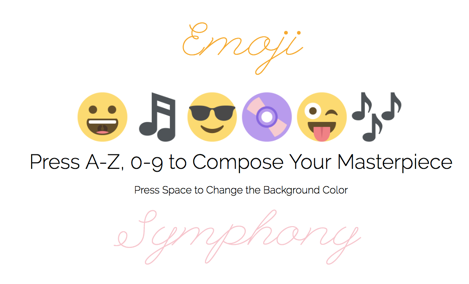 Emoji
Press A-Z, 0-9 to Compose Your Masterpiece
Press Space to Change the Background Color
Symphony